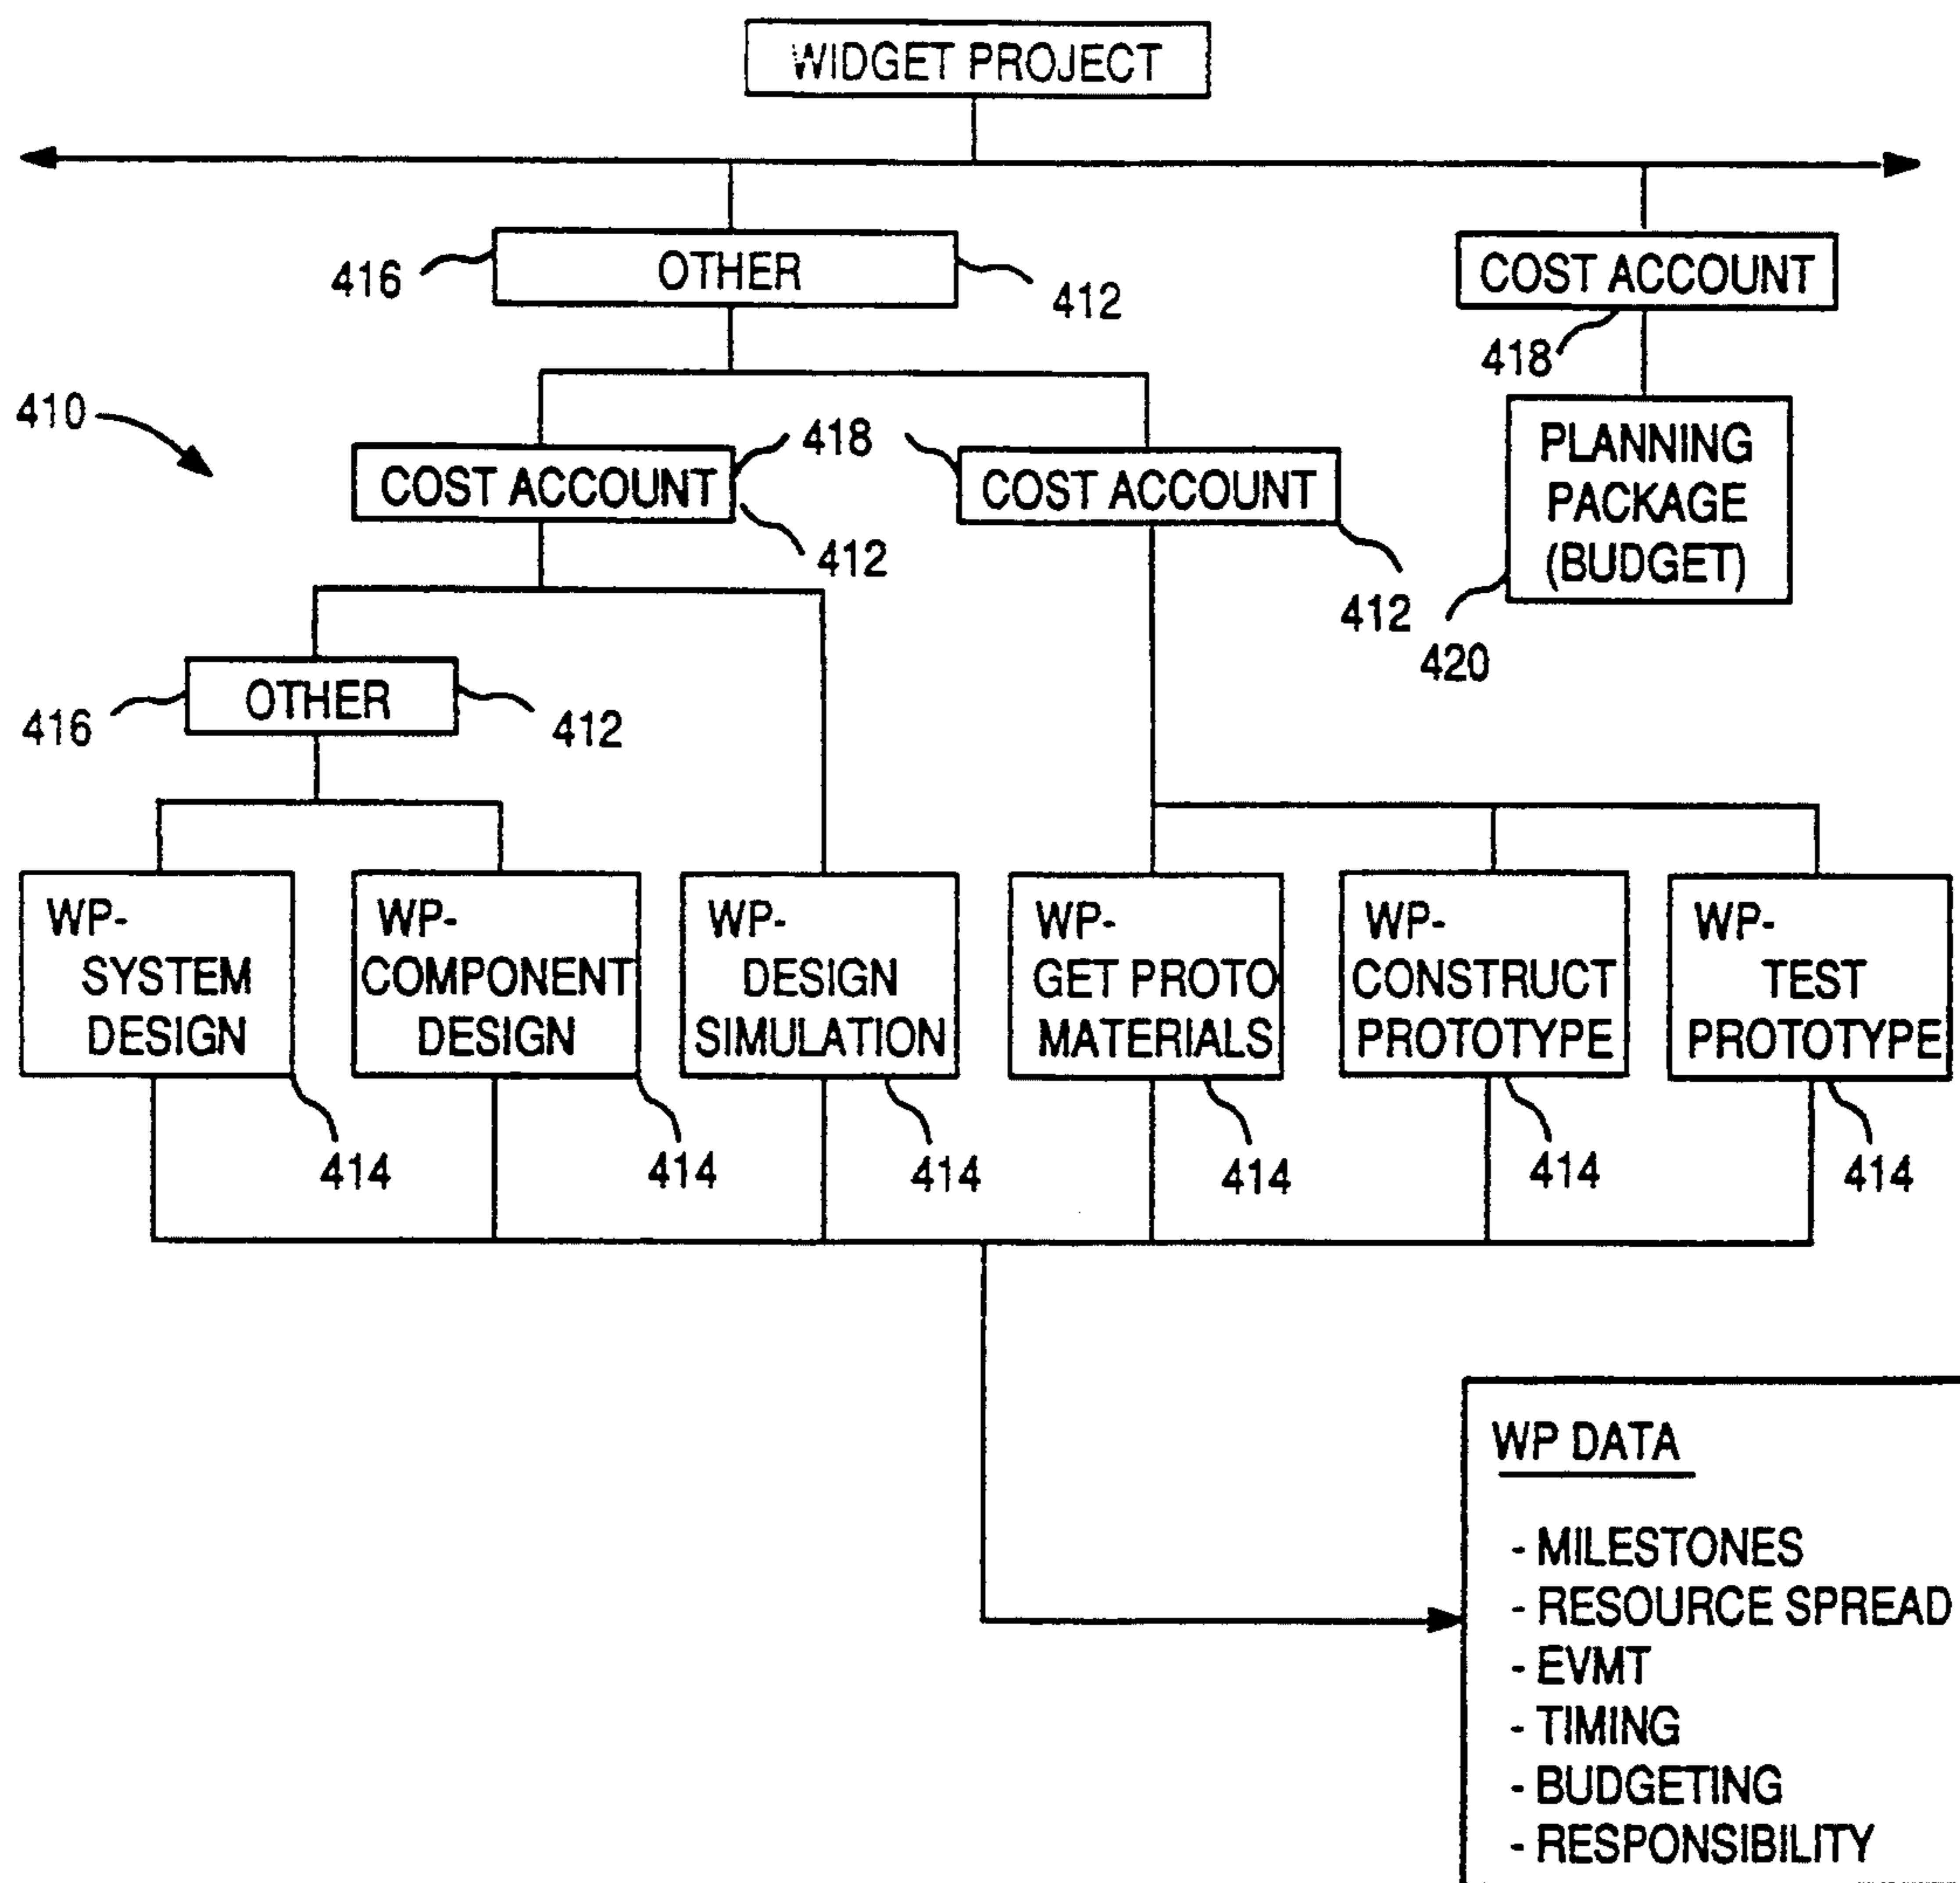 WIDGET PROJECT
416
OTHER
412
COST ACCOUNT
418
410
COST ACCOUNT
418
412
COST ACCOUNT
412
PLANNING
PACKAGE
(BUDGET)
420
416
OTHER
412
WP-
SYSTEM
DESIGN
414
WP-
COMPONENT
DESIGN
414
WP-
DESIGN
SIMULATION
414
WP-
GET PROTO
MATERIALS
414
WP-
CONSTRUCT
PROTOTYPE
414
WP-
TEST
PROTOTYPE
414
WP DATA
- MILESTONES
- RESOURCE SPREAD
- EVMT
- TIMING
- BUDGETING
- RESPONSIBILITY